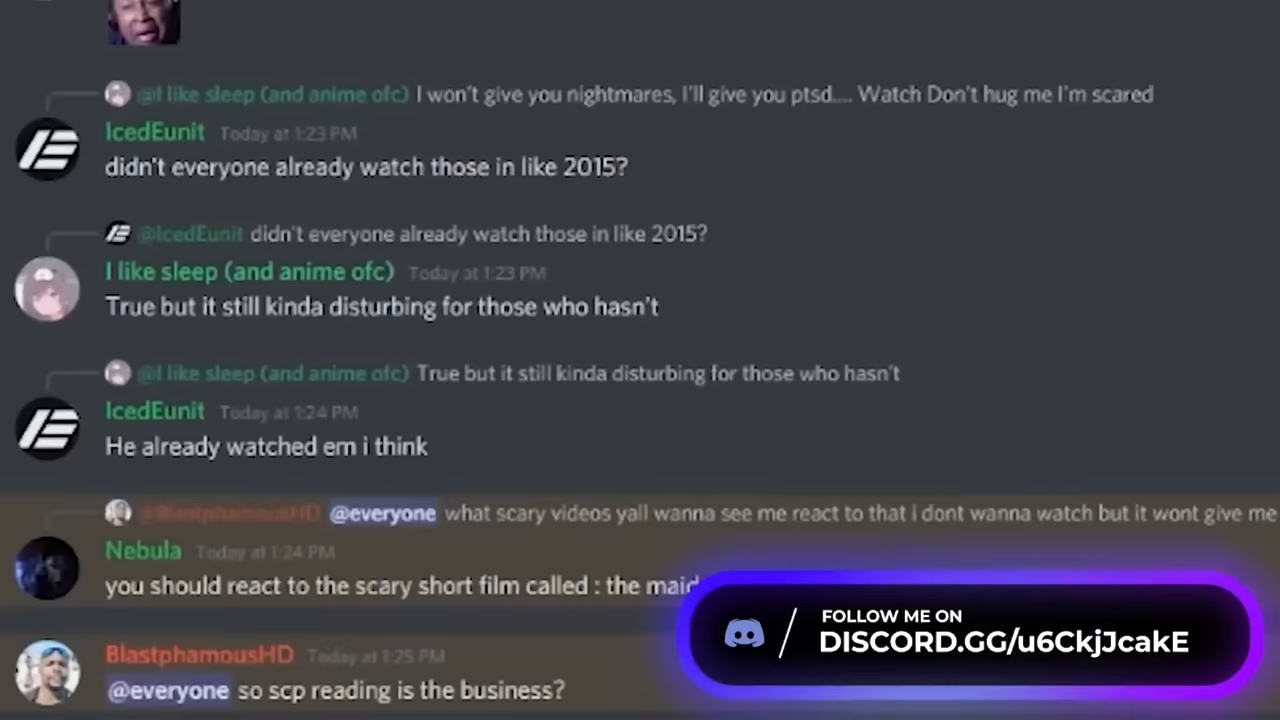 @I like sleep (and anime ofc) I won't give you nightmares, I'll give you ptsd.... Watch Don't hug me I'm scared
IcedEunit Today at 1:23 PM
didn't everyone already watch those in like 2015?
@IcedEunit didn't everyone already watch those in like 2015?
I like sleep (and anime ofc) Today at 1:23 PM
True but it still kinda disturbing for those who hasn't
@I like sleep (and anime ofc) True but it still kinda disturbing for those who hasn't
IcedEunit Today at 1:24 PM
He already watched em i think
@BlastphamousHD @everyone what scary videos yall wanna see me react to that i dont wanna watch but it wont give me
Nebula Today at 1:24 PM
you should react to the scary short film called : the maid
BlastphamousHD Today at 1:25 PM
@everyone so scp reading is the business?
FOLLOW ME ON
DISCORD.GG/u6CkjJcakE